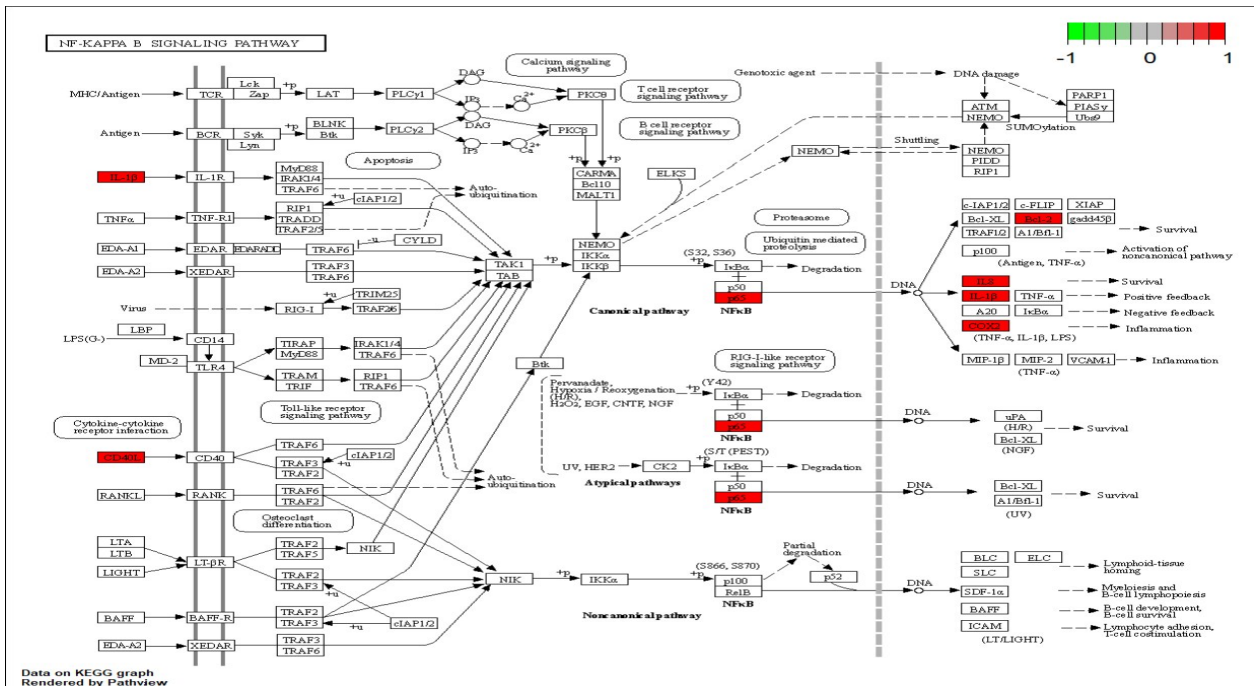 NF-KAPPA B SIGNALING PATHWAY
-1 0 1
Calcium signaling
pathway
T cell receptor
signaling pathway
B cell receptor
signaling pathway
Genotoxic agent
DNA damage
MHC/Antigen
TCR
Lck
Zap
+p
LAT
PLCγ1
DAG
IP3
Ca2+
PKCθ
Antigen
BCR
Syk
Lyn
+p
BLNK
Btk
PLCγ2
DAG
IP3
Ca2+
PKCβ
ATM
NEMO
PARP1
PIASy
Ubs9
SUMOylation
Shuttling
NEMO
NEMO
PIDD
RIP1
Apoptosis
+p
+p
CARMA
Bcl10
MALT1
ELKS
IL-1β
IL-1R
MyD88
IRAK1/4
TRAF6
Auto-
ubiquitination
TNFα
TNF-R1
RIP1
TRADD
TRAF2/5
+u
cIAP1/2
EDA-A1
EDAR
EDARADD
TRAF6
-u
CYLD
EDA-A2
XEDAR
TRAF3
TRAF6
TAK1
TAB
+p
NEMO
IKKα
IKKβ
Proteasome
Ubiquitin mediated
proteolysis
(S32, S36)
+p
IκBα
+
p50
p65
NFκB
Degradation
Canonical pathway
DNA
c-IAP1/2
c-FLIP
XIAP
Bcl-XL
Bcl-2
gadd45β
TRAF1/2
A1/Bfl-1
Survival
p100
(Antigen, TNF-α)
Activation of
noncanonical pathway
IL8
Survival
IL-1β
TNF-α
Positive feedback
A20
IκBα
Negative feedback
COX2
Inflammation
(TNF-α, IL-1β, LPS)
MIP-1β
MIP-2
VCAM-1
Inflammation
(TNF-α)
Virus
RIG-I
+u
TRIM25
TRAF2/6
LPS(G-)
LBP
CD14
MD-2
TLR4
TIRAP
MyD88
IRAK1/4
TRAF6
TRAM
TRIF
RIP1
TRAF6
Btk
Toll-like receptor
signaling pathway
RIG-I-like receptor
signaling pathway
Pervanadate,
Hypoxia / Reoxygenation
(H/R),
H2O2, EGF, CNTF, NGF
+p
(Y42)
IκBα
+
p50
p65
NFκB
Degradation
DNA
uPA
(H/R)
Bcl-XL
(NGF)
Survival
Cytokine-cytokine
receptor interaction
CD40L
CD40
TRAF6
TRAF3
TRAF2
+u
cIAP1/2
Auto-
ubiquitination
RANKL
RANK
TRAF6
TRAF2
UV, HER2
CK2
+p
(S/T (PEST))
IκBα
+
p50
p65
NFκB
Degradation
Atypical pathways
DNA
Bcl-XL
A1/Bfl-1
(UV)
Survival
Osteoclast
differentiation
LTA
LTB
LIGHT
LT-βR
TRAF2
TRAF5
NIK
TRAF2
TRAF3
+u
NIK
+p
IKKα
+p
(S866, S870)
p100
RelB
NFκB
Partial
degradation
p52
DNA
Noncanonical pathway
BLC
ELC
SLC
Lymphoid-tissue
homing
SDF-1α
Myeloiesis and
B-cell lymphopoiesis
BAFF
B-cell development,
B-cell survival
ICAM
Lymphocyte adhesion,
T-cell costimulation
(LT/LIGHT)
BAFF
BAFF-R
TRAF2
TRAF3
+u
cIAP1/2
EDA-A2
XEDAR
TRAF3
TRAF6
Data on KEGG graph
Rendered by Pathview